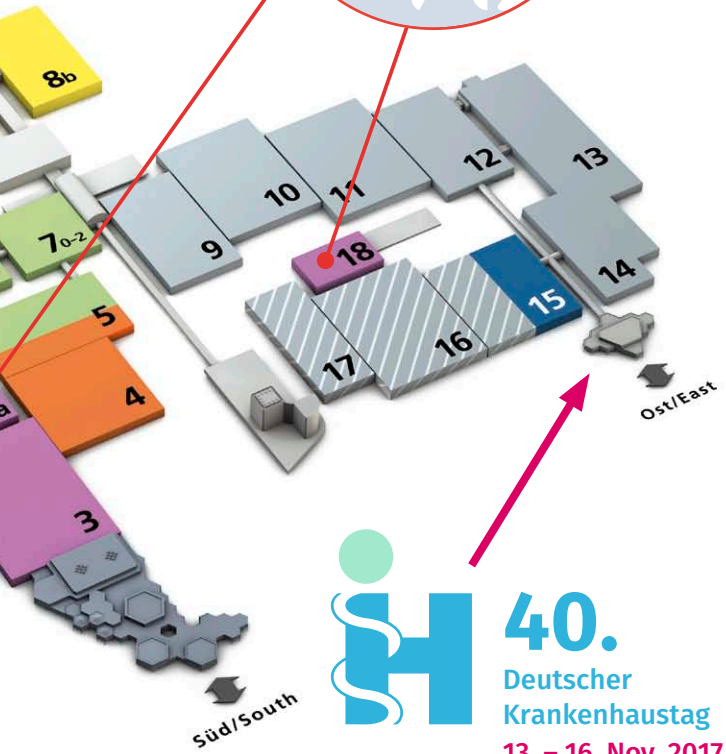 8b
13
12
10
11
7 0-2
9
18
14
5
15
16
17
4
a
3
Ost/East
Süd/South
iH
40.
Deutscher
Krankenhaustag
13. – 16. Nov. 2017